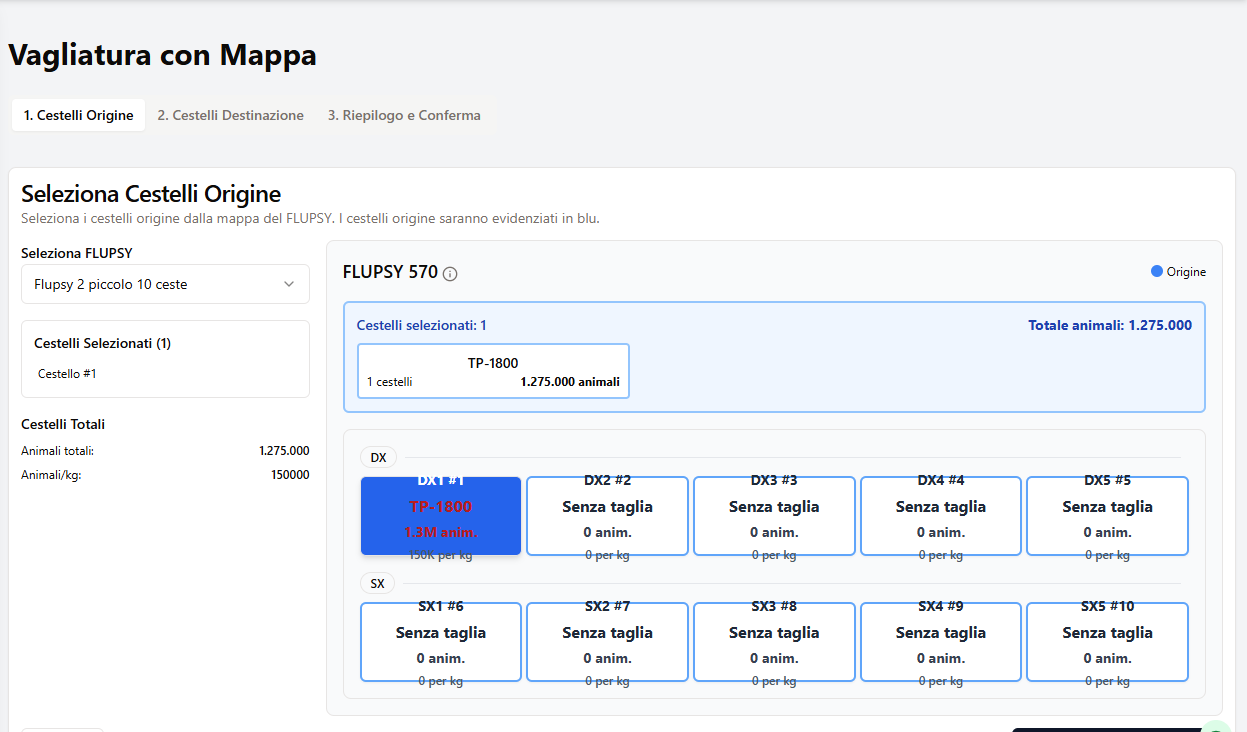 Vagliatura con Mappa
1. Cestelli Origine 2. Cestelli Destinazione 3. Riepilogo e Conferma
Seleziona Cestelli Origine
Seleziona i cestelli origine dalla mappa del FLUPSY. I cestelli origine saranno evidenziati in blu.
Seleziona FLUPSY
Flupsy 2 piccolo 10 ceste
Cestelli Selezionati (1)
Cestello #1
Cestelli Totali
Animali totali: 1.275.000
Animali/kg: 150000
FLUPSY 570 Origine
Cestelli selezionati: 1 Totale animali: 1.275.000
TP-1800
1 cestelli 1.275.000 animali
DX
DX1 #1 DX2 #2 DX3 #3 DX4 #4 DX5 #5
TP-1800 Senza taglia Senza taglia Senza taglia Senza taglia
1.3M anim. 0 anim. 0 anim. 0 anim. 0 anim.
150K per kg 0 per kg 0 per kg 0 per kg 0 per kg
SX
SX1 #6 SX2 #7 SX3 #8 SX4 #9 SX5 #10
Senza taglia Senza taglia Senza taglia Senza taglia Senza taglia
0 anim. 0 anim. 0 anim. 0 anim. 0 anim.
0 per kg 0 per kg 0 per kg 0 per kg 0 per kg